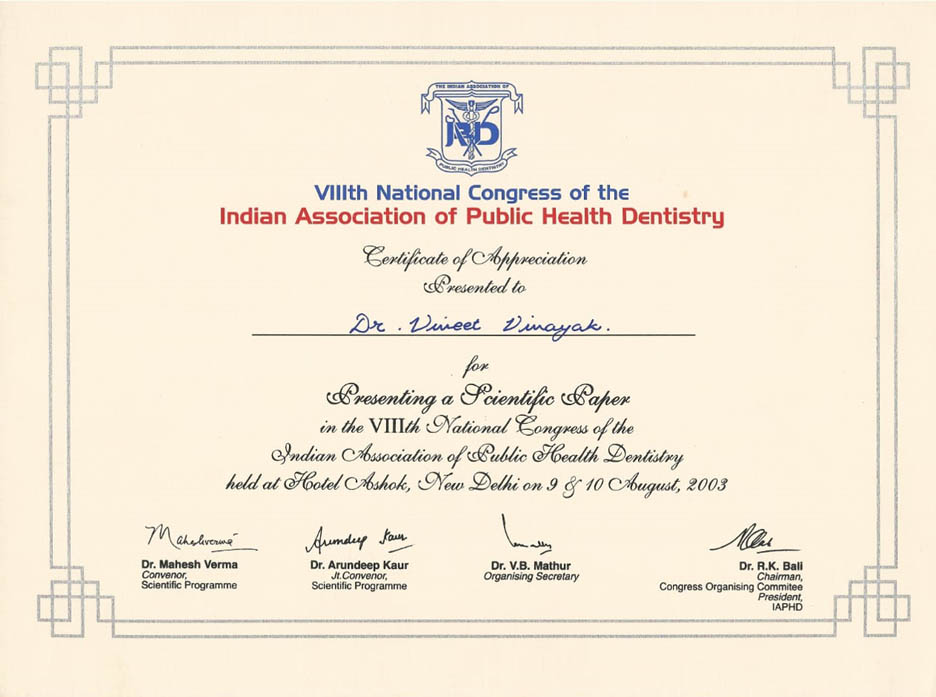 THE INDIAN ASSOCIATION OF
PUBLIC HEALTH DENTISTRY
VIIIth National Congress of the
Indian Association of Public Health Dentistry
Certificate of Appreciation
Presented to
Dr. Vineet Vinayak.
for
Presenting a Scientific Paper
in the VIIIth National Congress of the
Indian Association of Public Health Dentistry
held at Hotel Ashok, New Delhi on 9 & 10 August, 2003
Maheshverma Arundeep Kaur
Dr. Mahesh Verma Dr. Arundeep Kaur Dr. V.B. Mathur Dr. R.K. Bali
Convenor, Jt.Convenor, Organising Secretary Chairman,
Scientific Programme Scientific Programme Congress Organising Commitee
President,
IAPHD